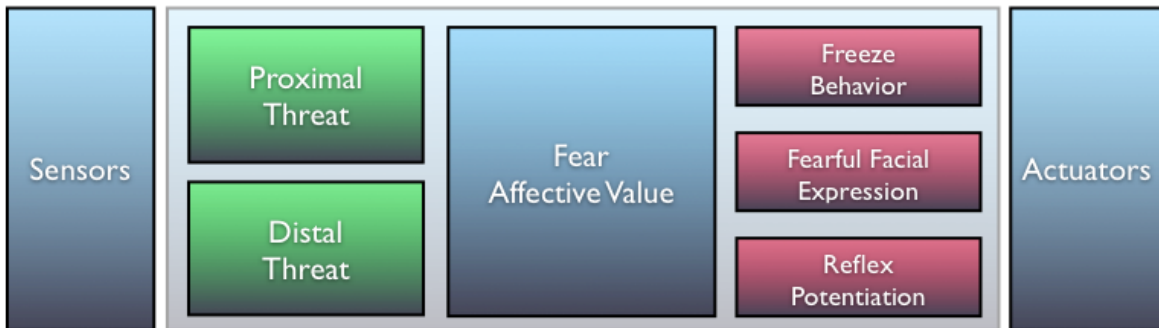 Sensors
Proximal
Threat
Distal
Threat
Fear
Affective Value
Freeze
Behavior
Fearful Facial
Expression
Reflex
Potentiation
Actuators